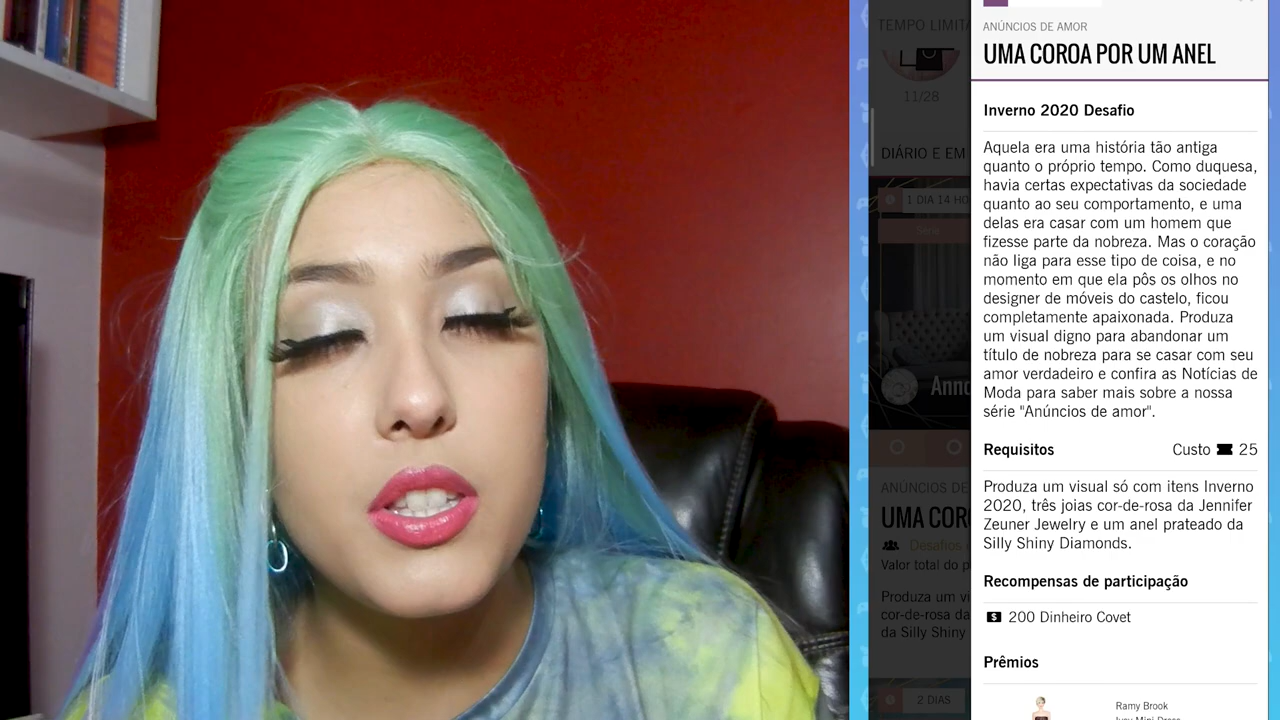 TEMPO LIMITA
11/28
DIÁRIO E EM
1 DIA 14 HO
Série
Anno
ANÚNCIOS DE
UMA COR
Desafios
Valor total do p
Produza um vi
cor-de-rosa da
da Silly Shiny
2 DIAS
ANÚNCIOS DE AMOR
UMA COROA POR UM ANEL
Inverno 2020 Desafio
Aquela era uma história tão antiga
quanto o próprio tempo. Como duquesa,
havia certas expectativas da sociedade
quanto ao seu comportamento, e uma
delas era casar com um homem que
fizesse parte da nobreza. Mas o coração
não liga para esse tipo de coisa, e no
momento em que ela pôs os olhos no
designer de móveis do castelo, ficou
completamente apaixonada. Produza
um visual digno para abandonar um
título de nobreza para se casar com seu
amor verdadeiro e confira as Notícias de
Moda para saber mais sobre a nossa
série "Anúncios de amor".
Requisitos Custo 25
Produza um visual só com itens Inverno
2020, três joias cor-de-rosa da Jennifer
Zeuner Jewelry e um anel prateado da
Silly Shiny Diamonds.
Recompensas de participação
200 Dinheiro Covet
Prêmios
Ramy Brook
Ivey Mini Dress